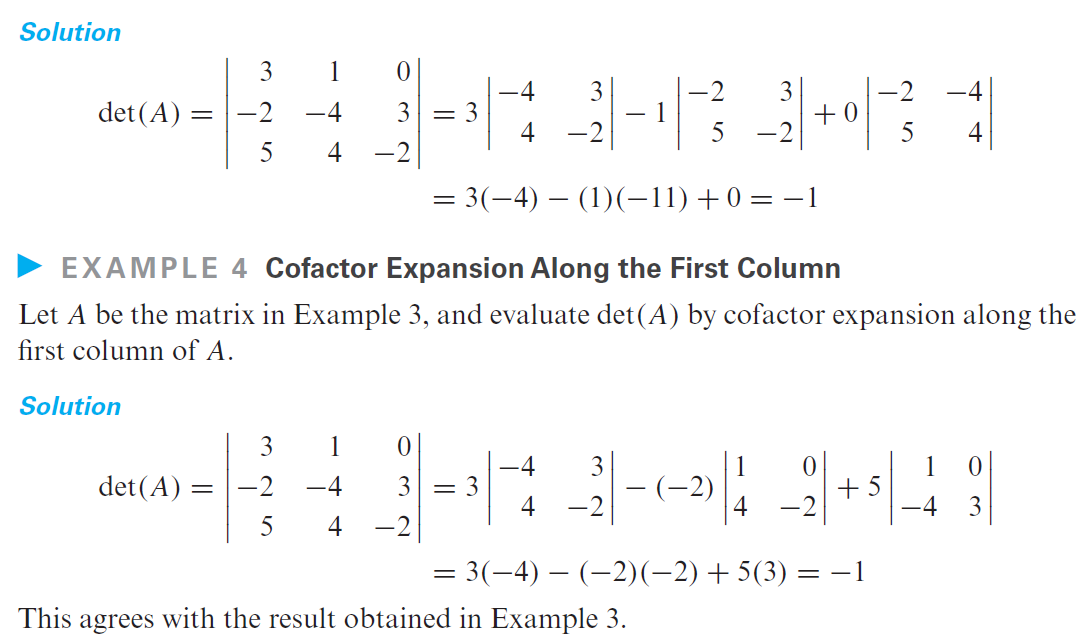 Solution
det(A) = | 3 1 0 ; −2 −4 3 ; 5 4 −2 | = 3 | −4 3 ; 4 −2 | − 1 | −2 3 ; 5 −2 | + 0 | −2 −4 ; 5 4 |
= 3(−4) − (1)(−11) + 0 = −1
▶ EXAMPLE 4 Cofactor Expansion Along the First Column
Let A be the matrix in Example 3, and evaluate det(A) by cofactor expansion along the
first column of A.
Solution
det(A) = | 3 1 0 ; −2 −4 3 ; 5 4 −2 | = 3 | −4 3 ; 4 −2 | − (−2) | 1 0 ; 4 −2 | + 5 | 1 0 ; −4 3 |
= 3(−4) − (−2)(−2) + 5(3) = −1
This agrees with the result obtained in Example 3.